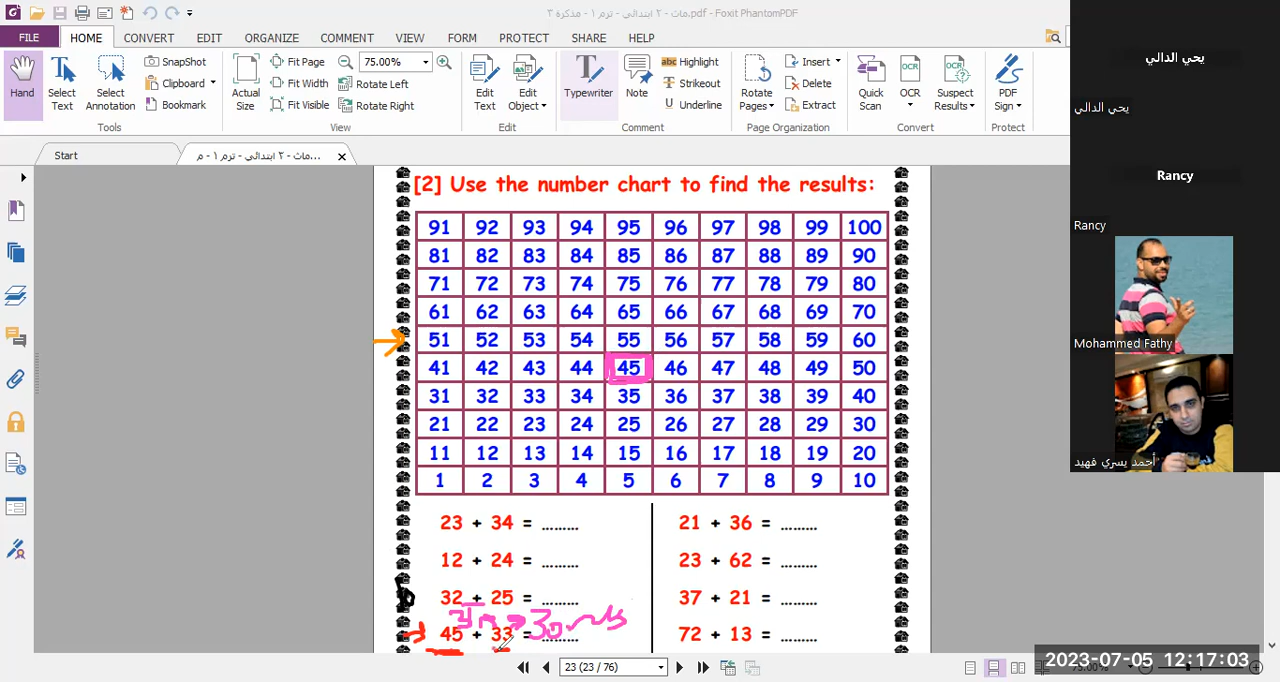 مات - ٢ ابتدائي - ترم ١ - مذكرة ٣.pdf - Foxit PhantomPDF
FILE HOME CONVERT EDIT ORGANIZE COMMENT VIEW FORM PROTECT SHARE HELP
Hand
Select Text
Select Annotation
SnapShot
Clipboard
Bookmark
Tools
Actual Size
Fit Page
Fit Width
Fit Visible
75.00%
Rotate Left
Rotate Right
View
Edit Text
Edit Object
Edit
Typewriter
Note
abc Highlight
Strikeout
Underline
Comment
Rotate Pages
Insert
Delete
Extract
Page Organization
Quick Scan
OCR
OCR
OCR
Suspect Results
Convert
PDF Sign
Protect
Start
مات - ٢ ابتدائي - ترم ١ - م...
[2] Use the number chart to find the results:
91 92 93 94 95 96 97 98 99 100
81 82 83 84 85 86 87 88 89 90
71 72 73 74 75 76 77 78 79 80
61 62 63 64 65 66 67 68 69 70
51 52 53 54 55 56 57 58 59 60
41 42 43 44 45 46 47 48 49 50
31 32 33 34 35 36 37 38 39 40
21 22 23 24 25 26 27 28 29 30
11 12 13 14 15 16 17 18 19 20
1 2 3 4 5 6 7 8 9 10
23 + 34 = .........
12 + 24 = .........
32 + 25 = .........
45 + 33 = .........
21 + 36 = .........
23 + 62 = .........
37 + 21 = .........
72 + 13 = .........
30
23 (23 / 76)
يحي الدالي
يحي الدالي
Rancy
Rancy
Mohammed Fathy
أحمد يسري فهيد
2023-07-05 12:17:03